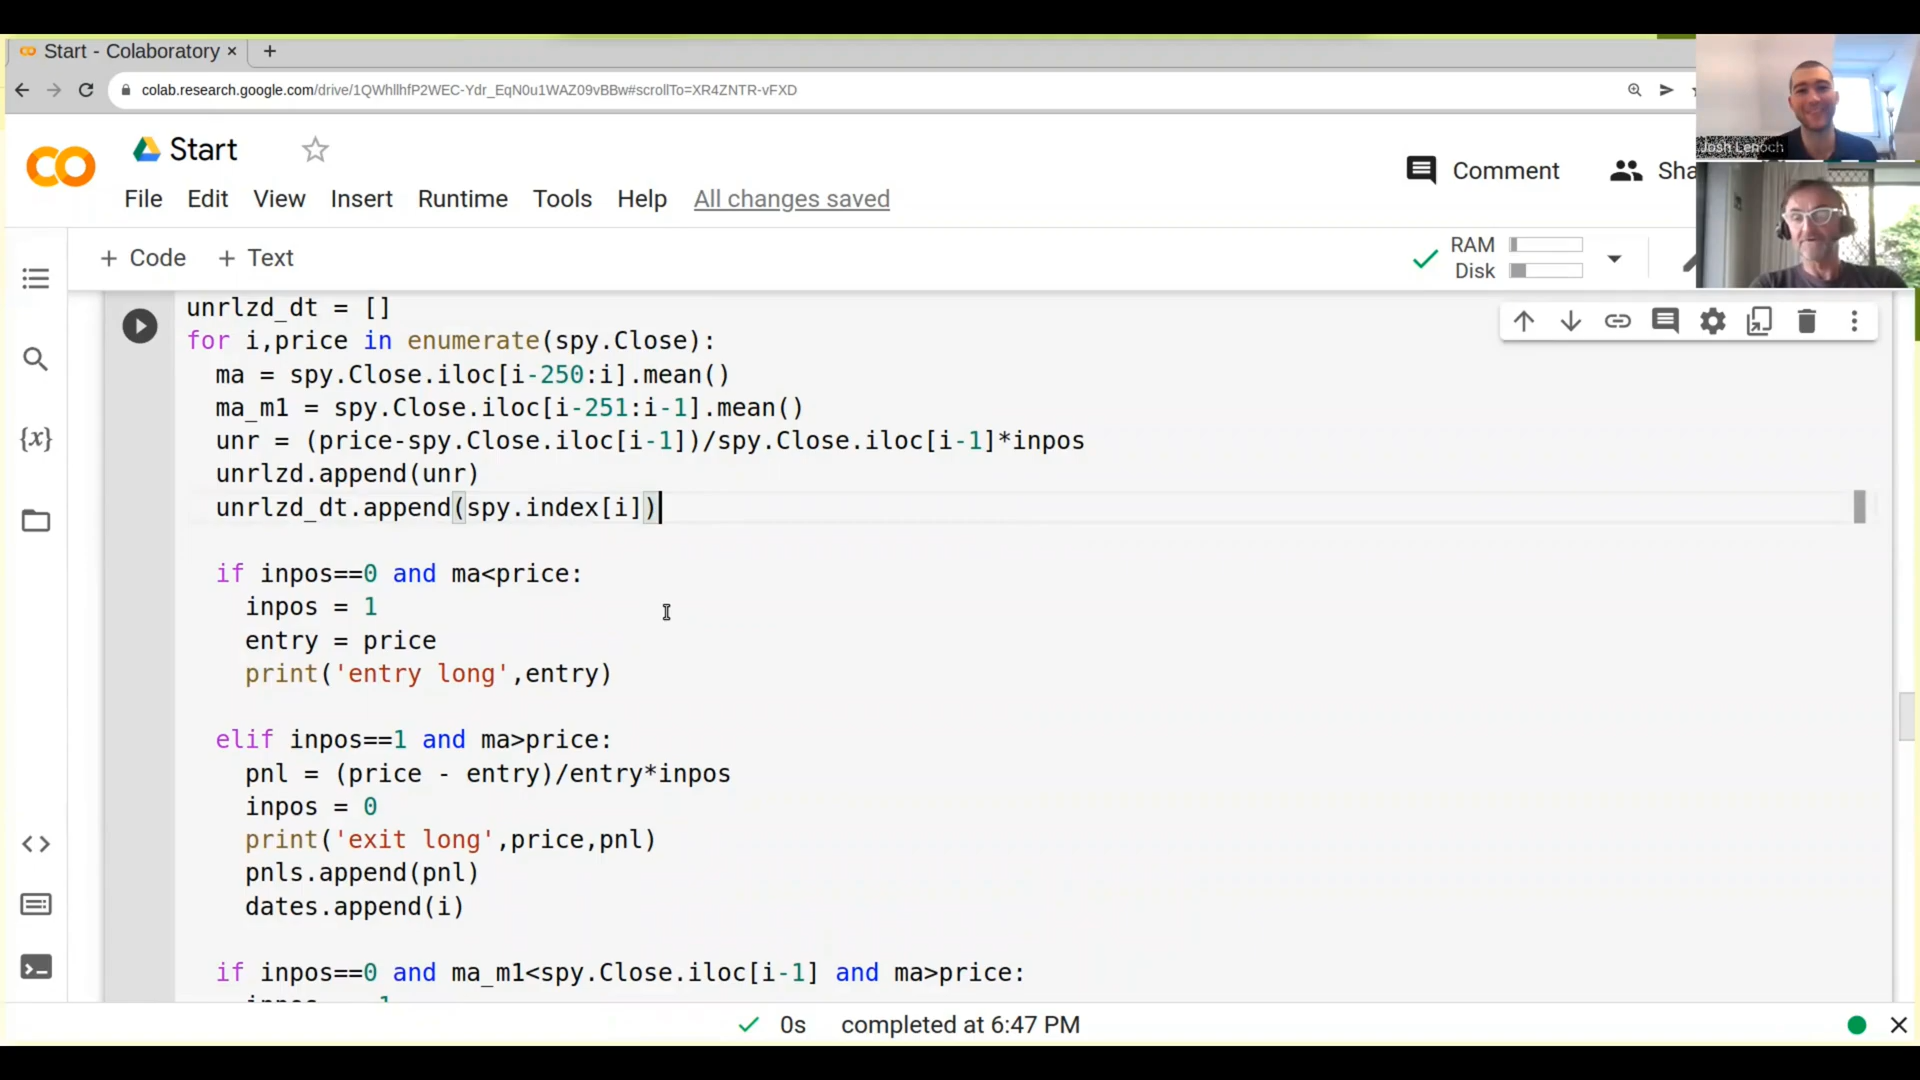 Start - Colaboratory
colab.research.google.com/drive/1QWhllhfP2WEC-Ydr_EqN0u1WAZ09vBBw#scrollTo=XR4ZNTR-vFXD
Start
Comment
Sha
File Edit View Insert Runtime Tools Help All changes saved
+ Code + Text
RAM
Disk
Josh Lenoch
unrlzd_dt = []
for i,price in enumerate(spy.Close):
  ma = spy.Close.iloc[i-250:i].mean()
  ma_m1 = spy.Close.iloc[i-251:i-1].mean()
  unr = (price-spy.Close.iloc[i-1])/spy.Close.iloc[i-1]*inpos
  unrlzd.append(unr)
  unrlzd_dt.append(spy.index[i])
  if inpos==0 and ma<price:
    inpos = 1
    entry = price
    print('entry long',entry)
  elif inpos==1 and ma>price:
    pnl = (price - entry)/entry*inpos
    inpos = 0
    print('exit long',price,pnl)
    pnls.append(pnl)
    dates.append(i)
  if inpos==0 and ma_m1<spy.Close.iloc[i-1] and ma>price:
0s completed at 6:47 PM